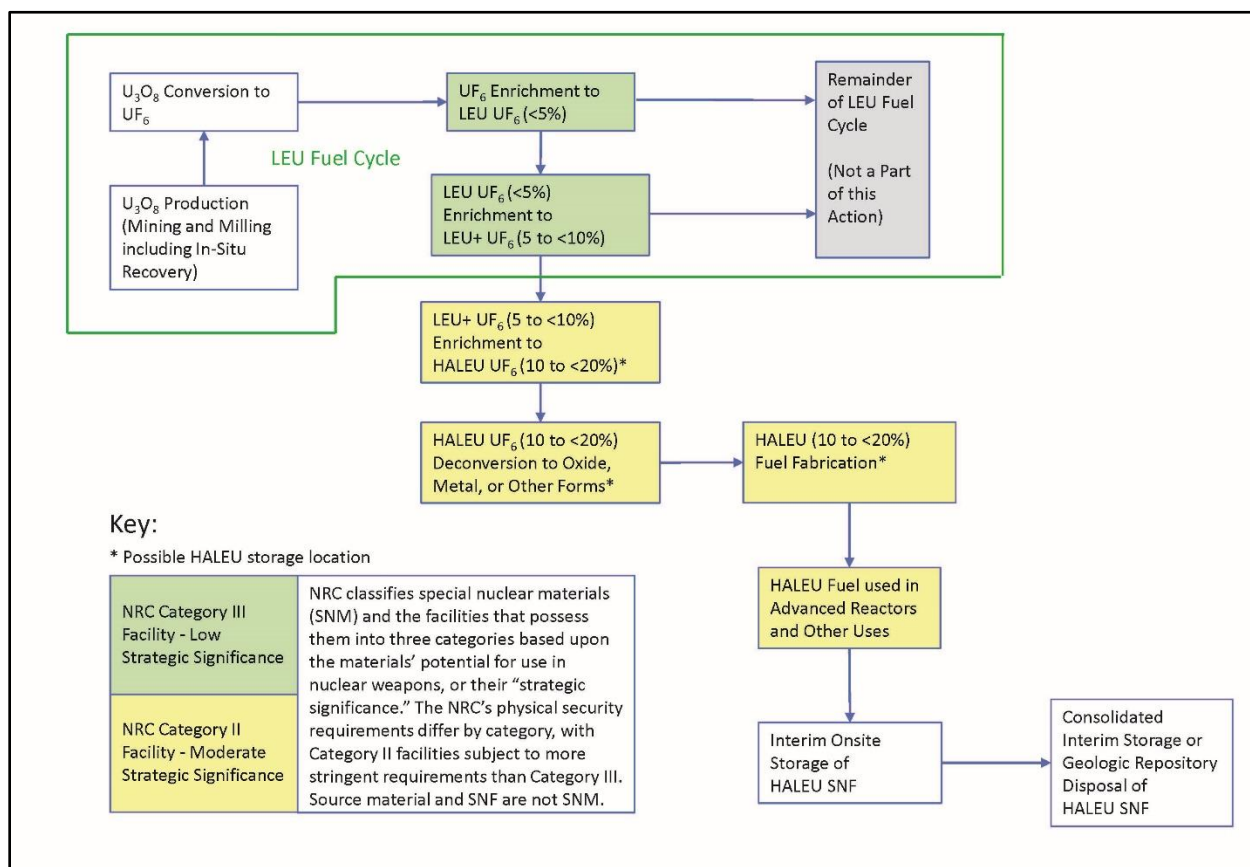 U₃O₈ Conversion to
UF₆
UF₆ Enrichment to
LEU UF₆ (<5%)
Remainder
of LEU Fuel
Cycle
(Not a Part
of this
Action)
LEU Fuel Cycle
U₃O₈ Production
(Mining and Milling
including In-Situ
Recovery)
LEU UF₆ (<5%)
Enrichment to
LEU+ UF₆ (5 to <10%)
LEU+ UF₆ (5 to <10%)
Enrichment to
HALEU UF₆ (10 to <20%)*
HALEU UF₆ (10 to <20%)
Deconversion to Oxide,
Metal, or Other Forms*
HALEU (10 to <20%)
Fuel Fabrication*
HALEU Fuel used in
Advanced Reactors
and Other Uses
Interim Onsite
Storage of
HALEU SNF
Consolidated
Interim Storage or
Geologic Repository
Disposal of
HALEU SNF
Key:
* Possible HALEU storage location
NRC Category III
Facility - Low
Strategic Significance
NRC Category II
Facility - Moderate
Strategic Significance
NRC classifies special nuclear materials
(SNM) and the facilities that possess
them into three categories based upon
the materials’ potential for use in
nuclear weapons, or their “strategic
significance.” The NRC’s physical security
requirements differ by category, with
Category II facilities subject to more
stringent requirements than Category III.
Source material and SNF are not SNM.